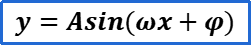 y = Asin(ωx + φ)